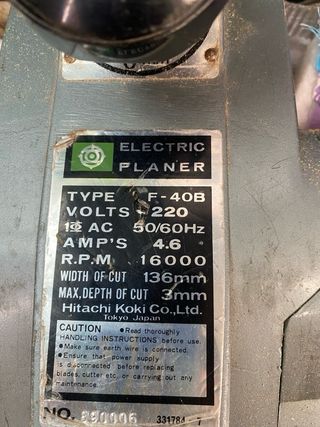 ELECTRIC
PLANER
TYPE F-40B
VOLTS 220
1Φ AC 50/60Hz
AMP'S 4.6
R.P.M 16000
WIDTH OF CUT 136mm
MAX,DEPTH OF CUT 3mm
Hitachi Koki Co.,Ltd.
Tokyo Japan
CAUTION ● Read thoroughly
HANDLING INSTRUCTIONS before use.
● Make sure earth wire is connected.
● Ensure that power supply
is disconnected before replacing
blades, cutter etc. or carrying out any
maintenance.
NO. 331784 7